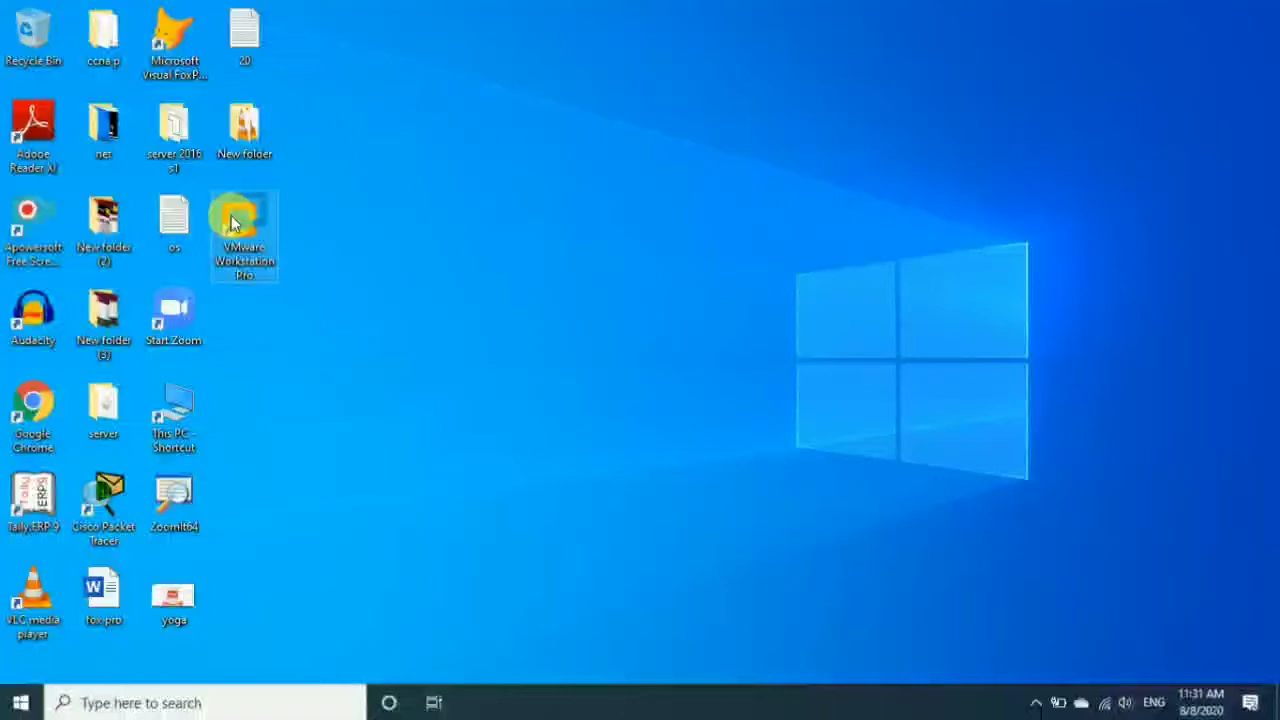 Recycle Bin
ccna p
Microsoft
Visual FoxP...
20
Adobe
Reader XI
net
server 2016
s1
New folder
Apowersoft
Free Scre...
New folder
(2)
os
VMware
Workstation
Pro
Audacity
New folder
(3)
Start Zoom
Google
Chrome
server
This PC -
Shortcut
Tally.ERP 9
Cisco Packet
Tracer
ZoomIt64
VLC media
player
fox pro
yoga
Type here to search
ENG
11:31 AM
8/8/2020